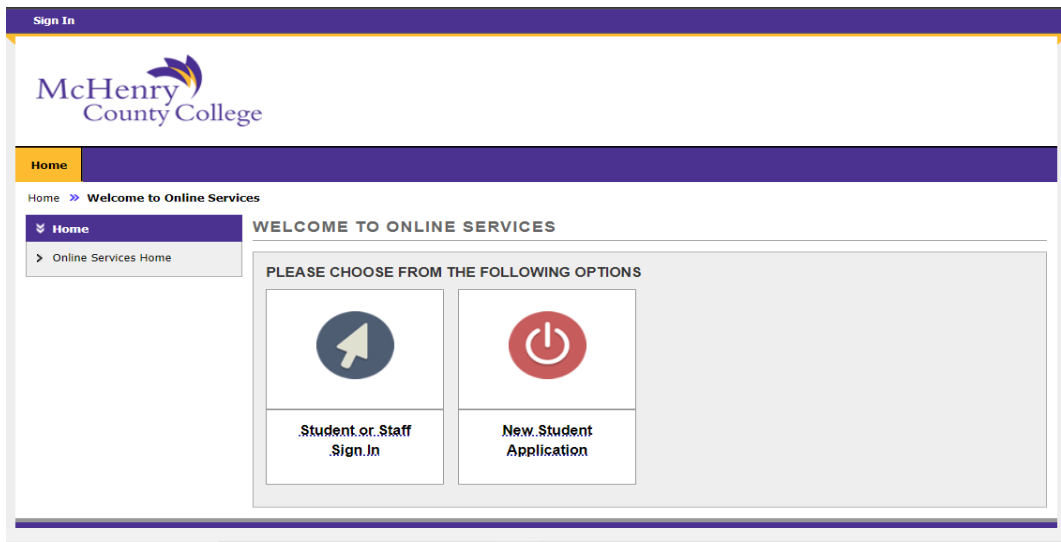 Sign In
McHenry
County College
Home
Home » Welcome to Online Services
Home
WELCOME TO ONLINE SERVICES
> Online Services Home
PLEASE CHOOSE FROM THE FOLLOWING OPTIONS
Student or Staff
Sign In
New Student
Application